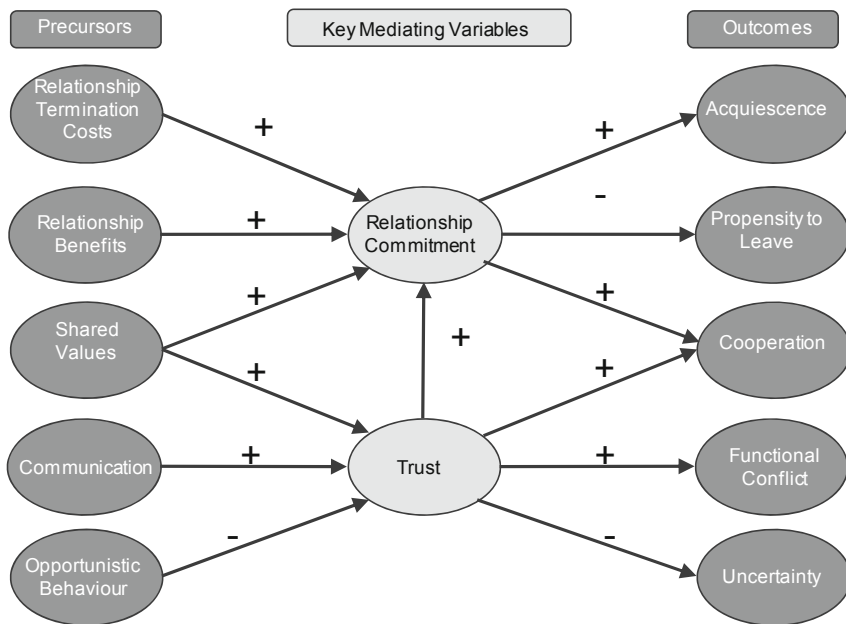 Precursors
Key Mediating Variables
Outcomes
Relationship
Termination
Costs
+
+
Acquiescence
-
Relationship
Benefits
+
Relationship
Commitment
Propensity to
Leave
+
+
Shared
Values
+
+
+
Cooperation
Communication
+
Trust
+
Functional
Conflict
-
-
Opportunistic
Behaviour
Uncertainty